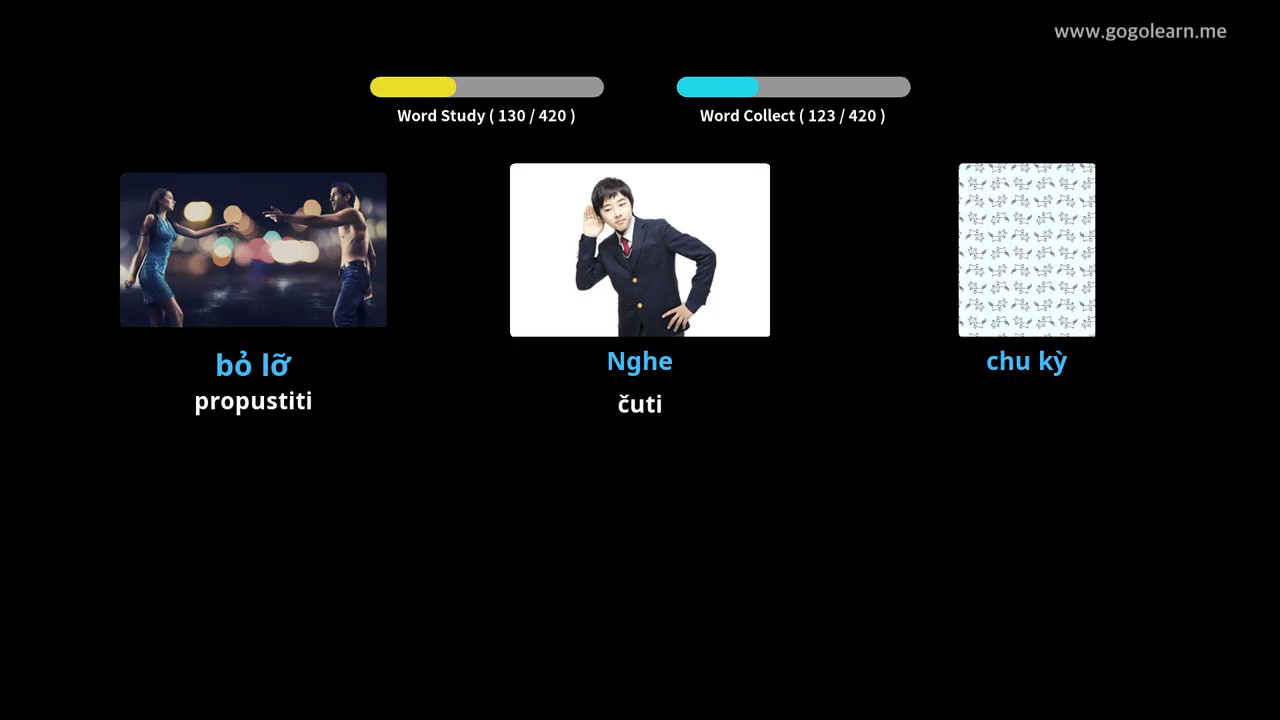 www.gogolearn.me
Word Study ( 130 / 420 )
Word Collect ( 123 / 420 )
bỏ lỡ
propustiti
Nghe
čuti
chu kỳ